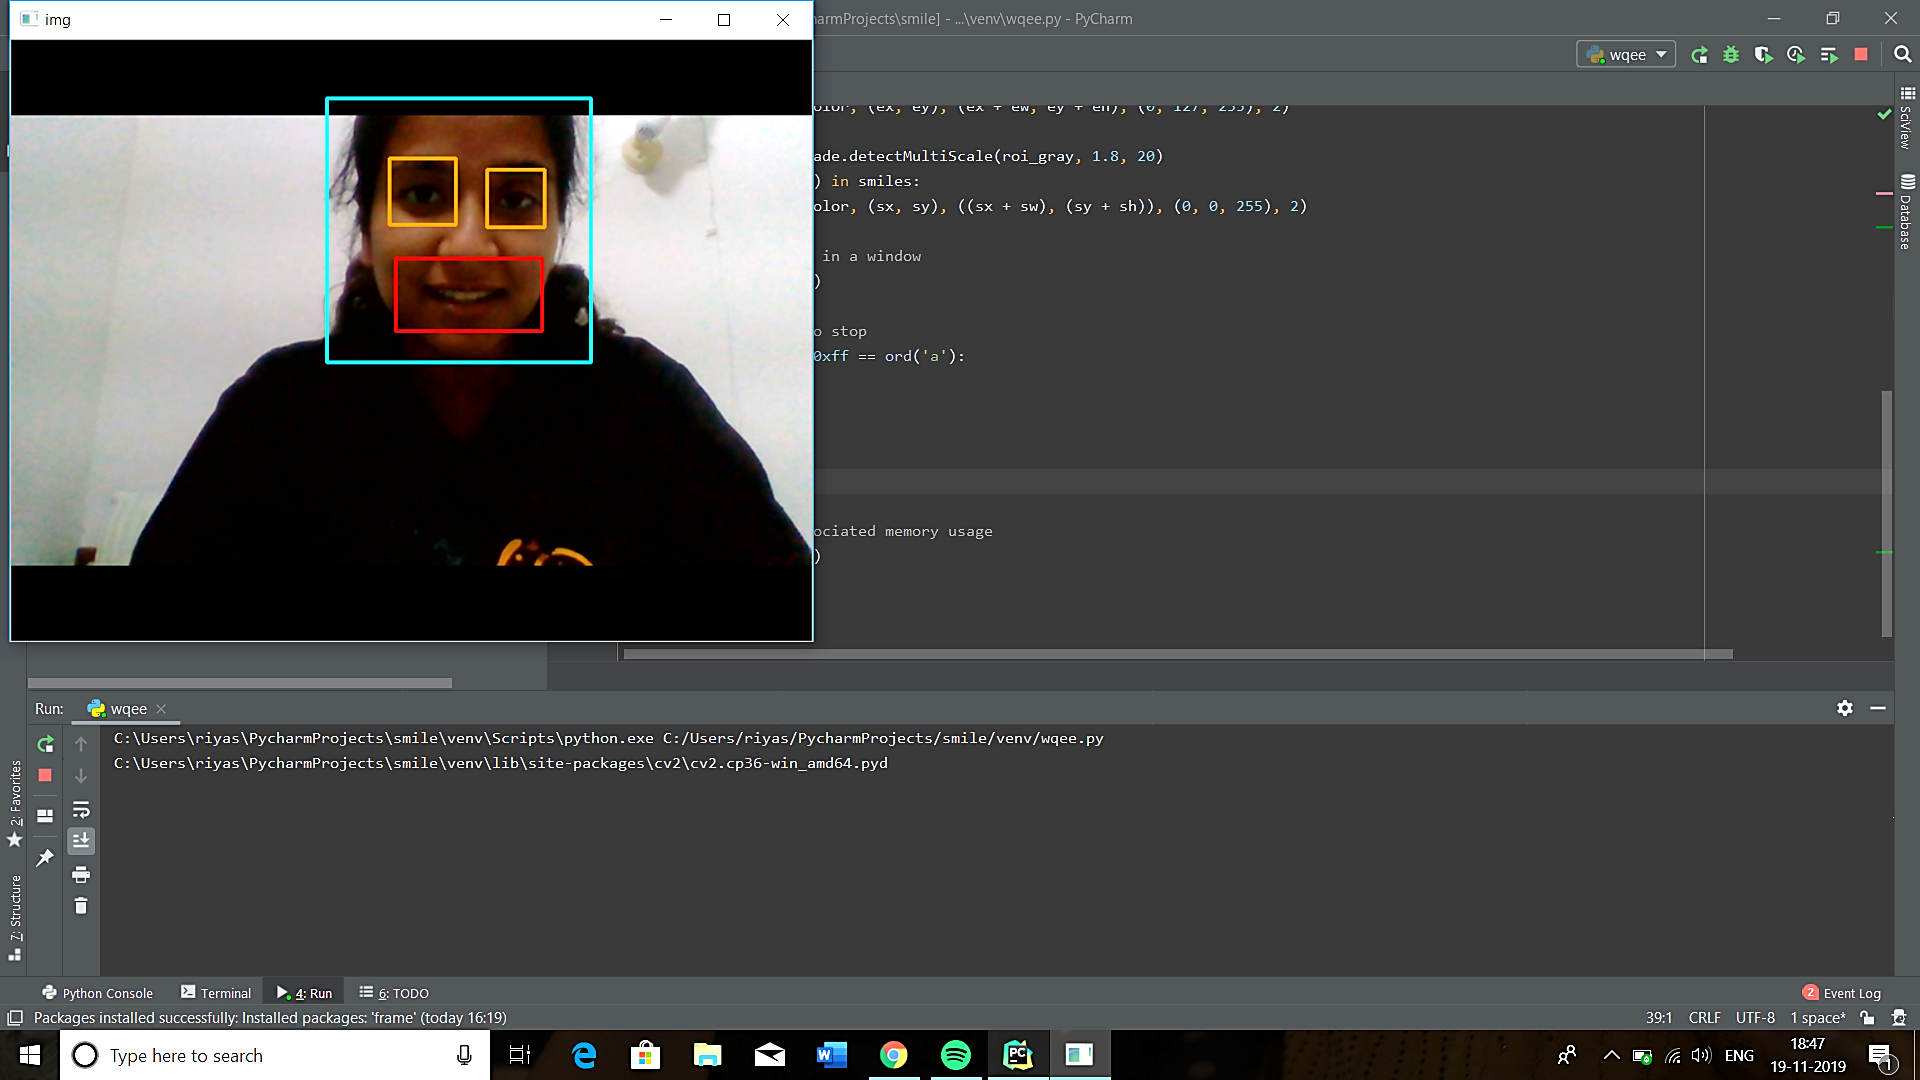 img
harmProjects\smile] - ...\venv\wqee.py - PyCharm
wqee
olor, (ex, ey), (ex + ew, ey + eh), (0, 127, 255), 2)
ade.detectMultiScale(roi_gray, 1.8, 20)
) in smiles:
olor, (sx, sy), ((sx + sw), (sy + sh)), (0, 0, 255), 2)
in a window
)
o stop
0xff == ord('a'):
ociated memory usage
)
SciView
Database
Run:
wqee
C:\Users\riyas\PycharmProjects\smile\venv\Scripts\python.exe C:/Users/riyas/PycharmProjects/smile/venv/wqee.py
C:\Users\riyas\PycharmProjects\smile\venv\lib\site-packages\cv2\cv2.cp36-win_amd64.pyd
2: Favorites
7: Structure
Python Console
Terminal
4: Run
6: TODO
2 Event Log
Packages installed successfully: Installed packages: 'frame' (today 16:19)
39:1 CRLF UTF-8 1 space*
Type here to search
W
PC
ENG
18:47
19-11-2019
1